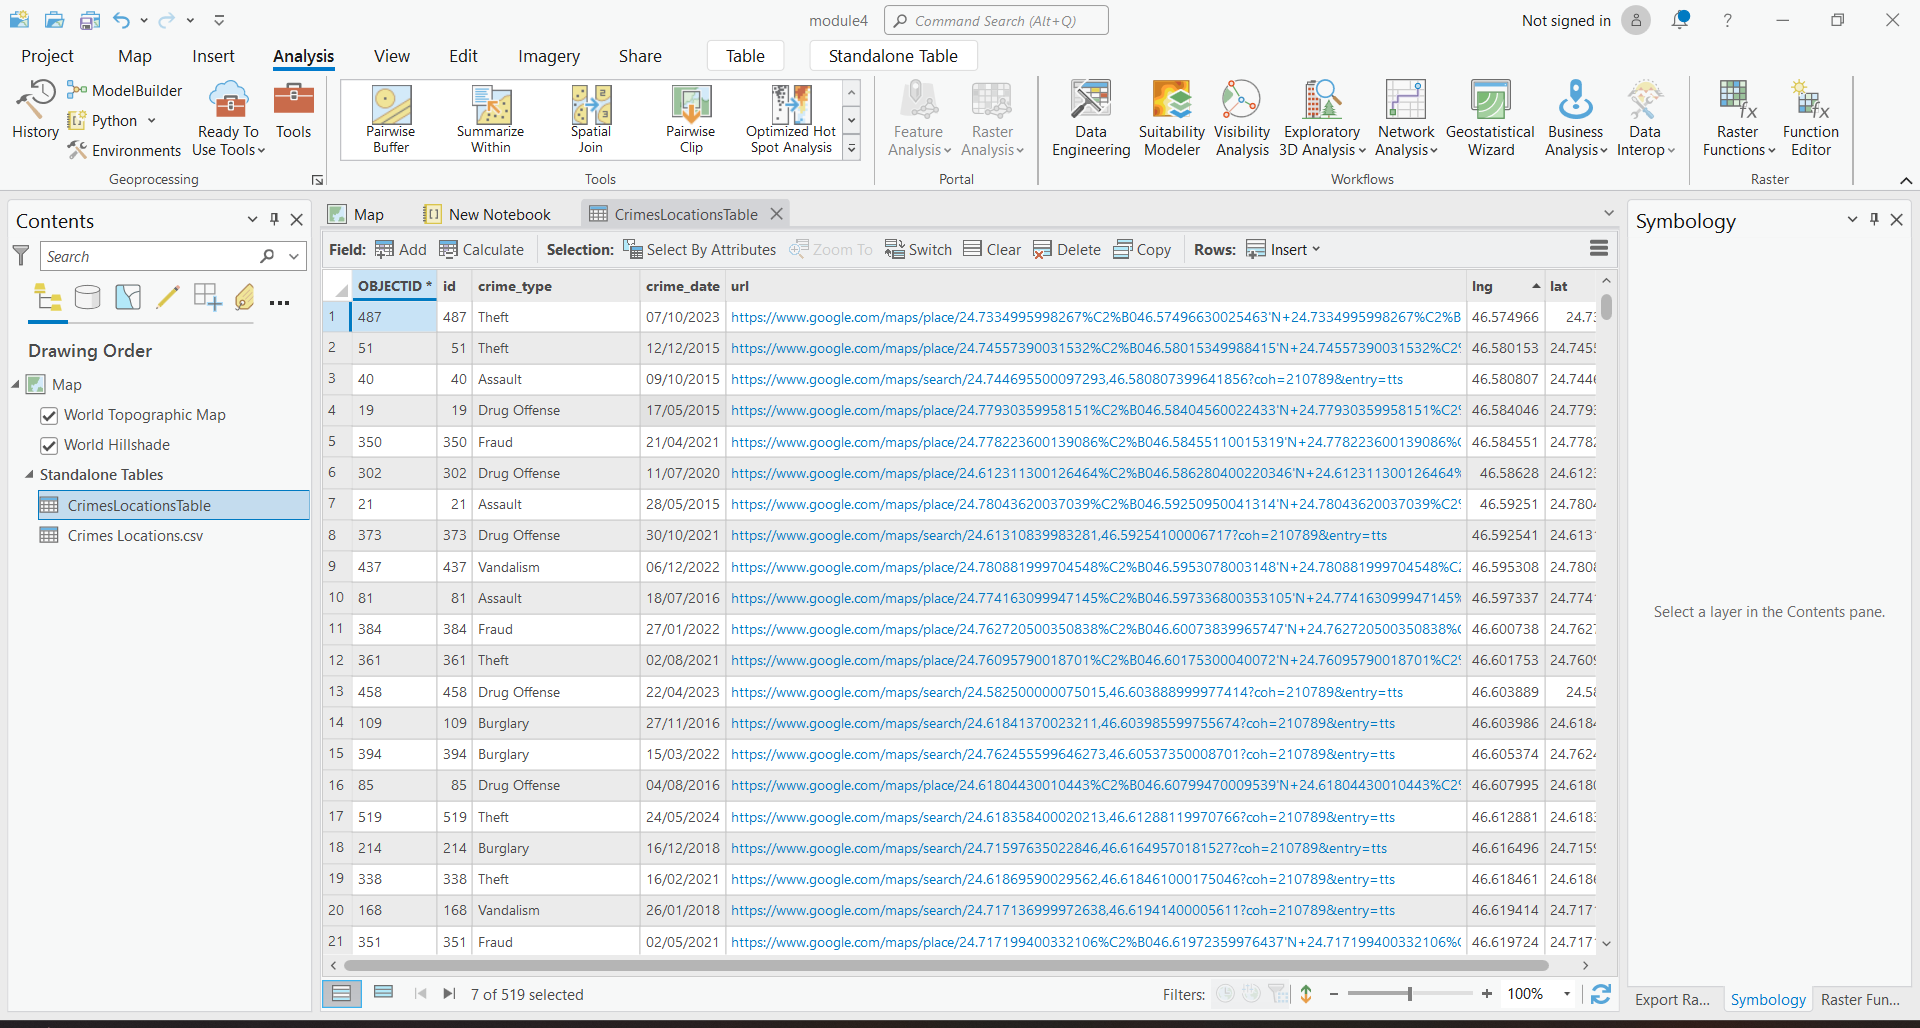 module4
Command Search (Alt+Q)
Not signed in
?
Project Map Insert Analysis View Edit Imagery Share Table Standalone Table
History
ModelBuilder
Python
Environments
Ready To
Use Tools
Tools
Geoprocessing
Pairwise
Buffer
Summarize
Within
Spatial
Join
Pairwise
Clip
Optimized Hot
Spot Analysis
Tools
Feature
Analysis
Raster
Analysis
Portal
Data
Engineering
Suitability
Modeler
Visibility
Analysis
Exploratory
3D Analysis
Network
Analysis
Geostatistical
Wizard
Business
Analysis
Data
Interop
Workflows
Raster
Functions
Function
Editor
Raster
Contents
Search
Drawing Order
Map
World Topographic Map
World Hillshade
Standalone Tables
CrimesLocationsTable
Crimes Locations.csv
Map New Notebook CrimesLocationsTable
Field: Add Calculate Selection: Select By Attributes Zoom To Switch Clear Delete Copy Rows: Insert
OBJECTID * id crime_type crime_date url lng lat
1 487 487 Theft 07/10/2023 https://www.google.com/maps/place/24.7334995998267%C2%B046.57496630025463'N+24.7334995998267%C2%B 46.574966 24.73
2 51 51 Theft 12/12/2015 https://www.google.com/maps/place/24.74557390031532%C2%B046.58015349988415'N+24.74557390031532%C2% 46.580153 24.745
3 40 40 Assault 09/10/2015 https://www.google.com/maps/search/24.744695500097293,46.580807399641856?coh=210789&entry=tts 46.580807 24.744
4 19 19 Drug Offense 17/05/2015 https://www.google.com/maps/place/24.77930359958151%C2%B046.58404560022433'N+24.77930359958151%C2% 46.584046 24.779
5 350 350 Fraud 21/04/2021 https://www.google.com/maps/place/24.778223600139086%C2%B046.58455110015319'N+24.778223600139086% 46.584551 24.778
6 302 302 Drug Offense 11/07/2020 https://www.google.com/maps/place/24.612311300126464%C2%B046.586280400220346'N+24.612311300126464% 46.58628 24.612
7 21 21 Assault 28/05/2015 https://www.google.com/maps/place/24.78043620037039%C2%B046.59250950041314'N+24.78043620037039%C2% 46.59251 24.780
8 373 373 Drug Offense 30/10/2021 https://www.google.com/maps/search/24.61310839983281,46.59254100006717?coh=210789&entry=tts 46.592541 24.613
9 437 437 Vandalism 06/12/2022 https://www.google.com/maps/place/24.780881999704548%C2%B046.5953078003148'N+24.780881999704548%C2 46.595308 24.780
10 81 81 Assault 18/07/2016 https://www.google.com/maps/place/24.774163099947145%C2%B046.597336800353105'N+24.774163099947145% 46.597337 24.774
11 384 384 Fraud 27/01/2022 https://www.google.com/maps/place/24.762720500350838%C2%B046.60073839965747'N+24.762720500350838% 46.600738 24.762
12 361 361 Theft 02/08/2021 https://www.google.com/maps/place/24.76095790018701%C2%B046.60175300040072'N+24.76095790018701%C2% 46.601753 24.760
13 458 458 Drug Offense 22/04/2023 https://www.google.com/maps/search/24.582500000075015,46.603888999977414?coh=210789&entry=tts 46.603889 24.58
14 109 109 Burglary 27/11/2016 https://www.google.com/maps/search/24.61841370023211,46.603985599755674?coh=210789&entry=tts 46.603986 24.618
15 394 394 Burglary 15/03/2022 https://www.google.com/maps/search/24.762455599646273,46.60537350008701?coh=210789&entry=tts 46.605374 24.762
16 85 85 Drug Offense 04/08/2016 https://www.google.com/maps/place/24.61804430010443%C2%B046.60799470009539'N+24.61804430010443%C2% 46.607995 24.618
17 519 519 Theft 24/05/2024 https://www.google.com/maps/search/24.618358400020213,46.61288119970766?coh=210789&entry=tts 46.612881 24.618
18 214 214 Burglary 16/12/2018 https://www.google.com/maps/search/24.71597635022846,46.61649570181527?coh=210789&entry=tts 46.616496 24.715
19 338 338 Theft 16/02/2021 https://www.google.com/maps/search/24.61869590029562,46.618461000175046?coh=210789&entry=tts 46.618461 24.618
20 168 168 Vandalism 26/01/2018 https://www.google.com/maps/search/24.717136999972638,46.61941400005611?coh=210789&entry=tts 46.619414 24.717
21 351 351 Fraud 02/05/2021 https://www.google.com/maps/place/24.717199400332106%C2%B046.61972359976437'N+24.717199400332106% 46.619724 24.717
7 of 519 selected
Filters: 100%
Symbology
Select a layer in the Contents pane.
Export Ra... Symbology Raster Fun...